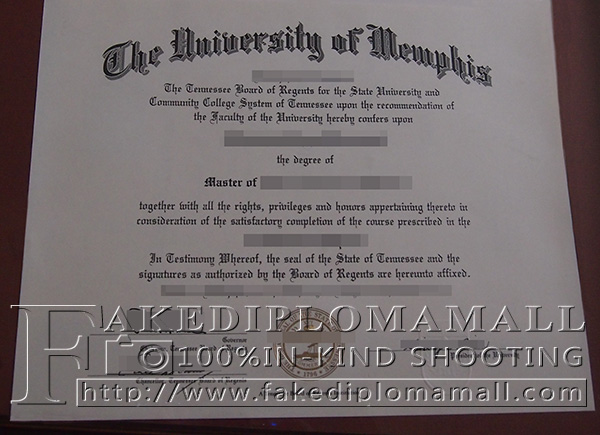 The University of Memphis
The Tennessee Board of Regents for the State University and
Community College System of Tennessee upon the recommendation of
the Faculty of the University hereby confers upon
the degree of
Master of
together with all the rights, privileges and honors appertaining thereto in
consideration of the satisfactory completion of the course prescribed in the
In Testimony Whereof, the seal of the State of Tennessee and the
signatures as authorized by the Board of Regents are hereunto affixed.
FAKEDIPLOMAMALL
Governor
©100%IN-KIND SHOOTING
http://www.fakediplomamall.com